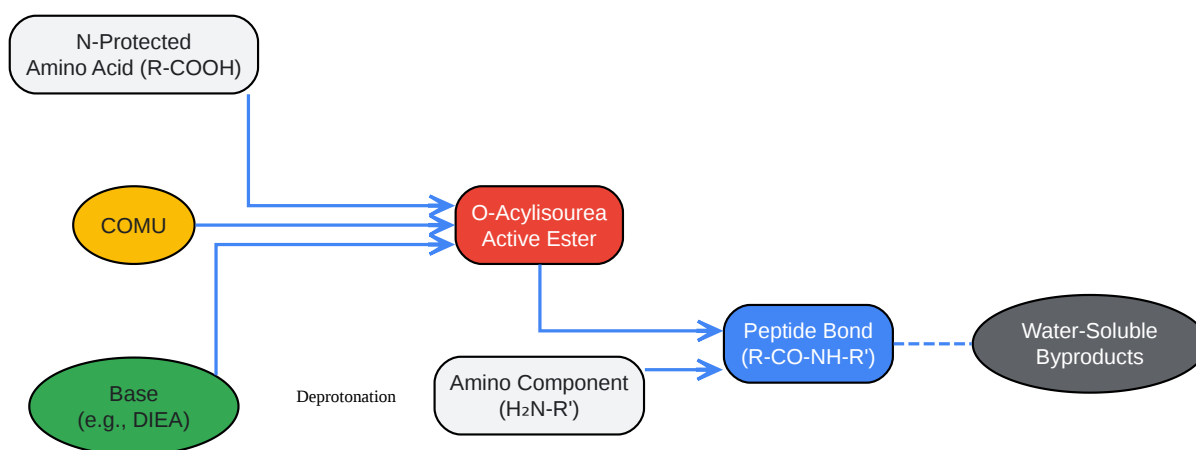 N-Protected
Amino Acid (R-COOH)
COMU
O-Acylisourea
Active Ester
Base
(e.g., DIEA)
Deprotonation
Amino Component
(H₂N-R')
Peptide Bond
(R-CO-NH-R')
Water-Soluble
Byproducts